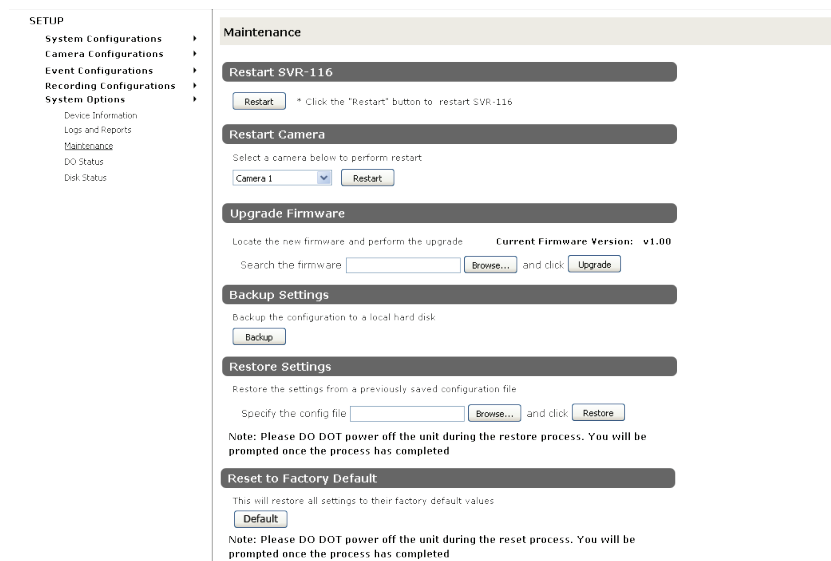 SETUP
System Configurations
Camera Configurations
Event Configurations
Recording Configurations
System Options
Device Information
Logs and Reports
Maintenance
DO Status
Disk Status
Maintenance
Restart SVR-116
Restart * Click the "Restart" button to restart SVR-116
Restart Camera
Select a camera below to perform restart
Camera 1 Restart
Upgrade Firmware
Locate the new firmware and perform the upgrade Current Firmware Version: v1.00
Search the firmware Browse... and click Upgrade
Backup Settings
Backup the configuration to a local hard disk
Backup
Restore Settings
Restore the settings from a previously saved configuration file
Specify the config file Browse... and click Restore
Note: Please DO DOT power off the unit during the restore process. You will be
prompted once the process has completed
Reset to Factory Default
This will restore all settings to their factory default values
Default
Note: Please DO DOT power off the unit during the reset process. You will be
prompted once the process has completed